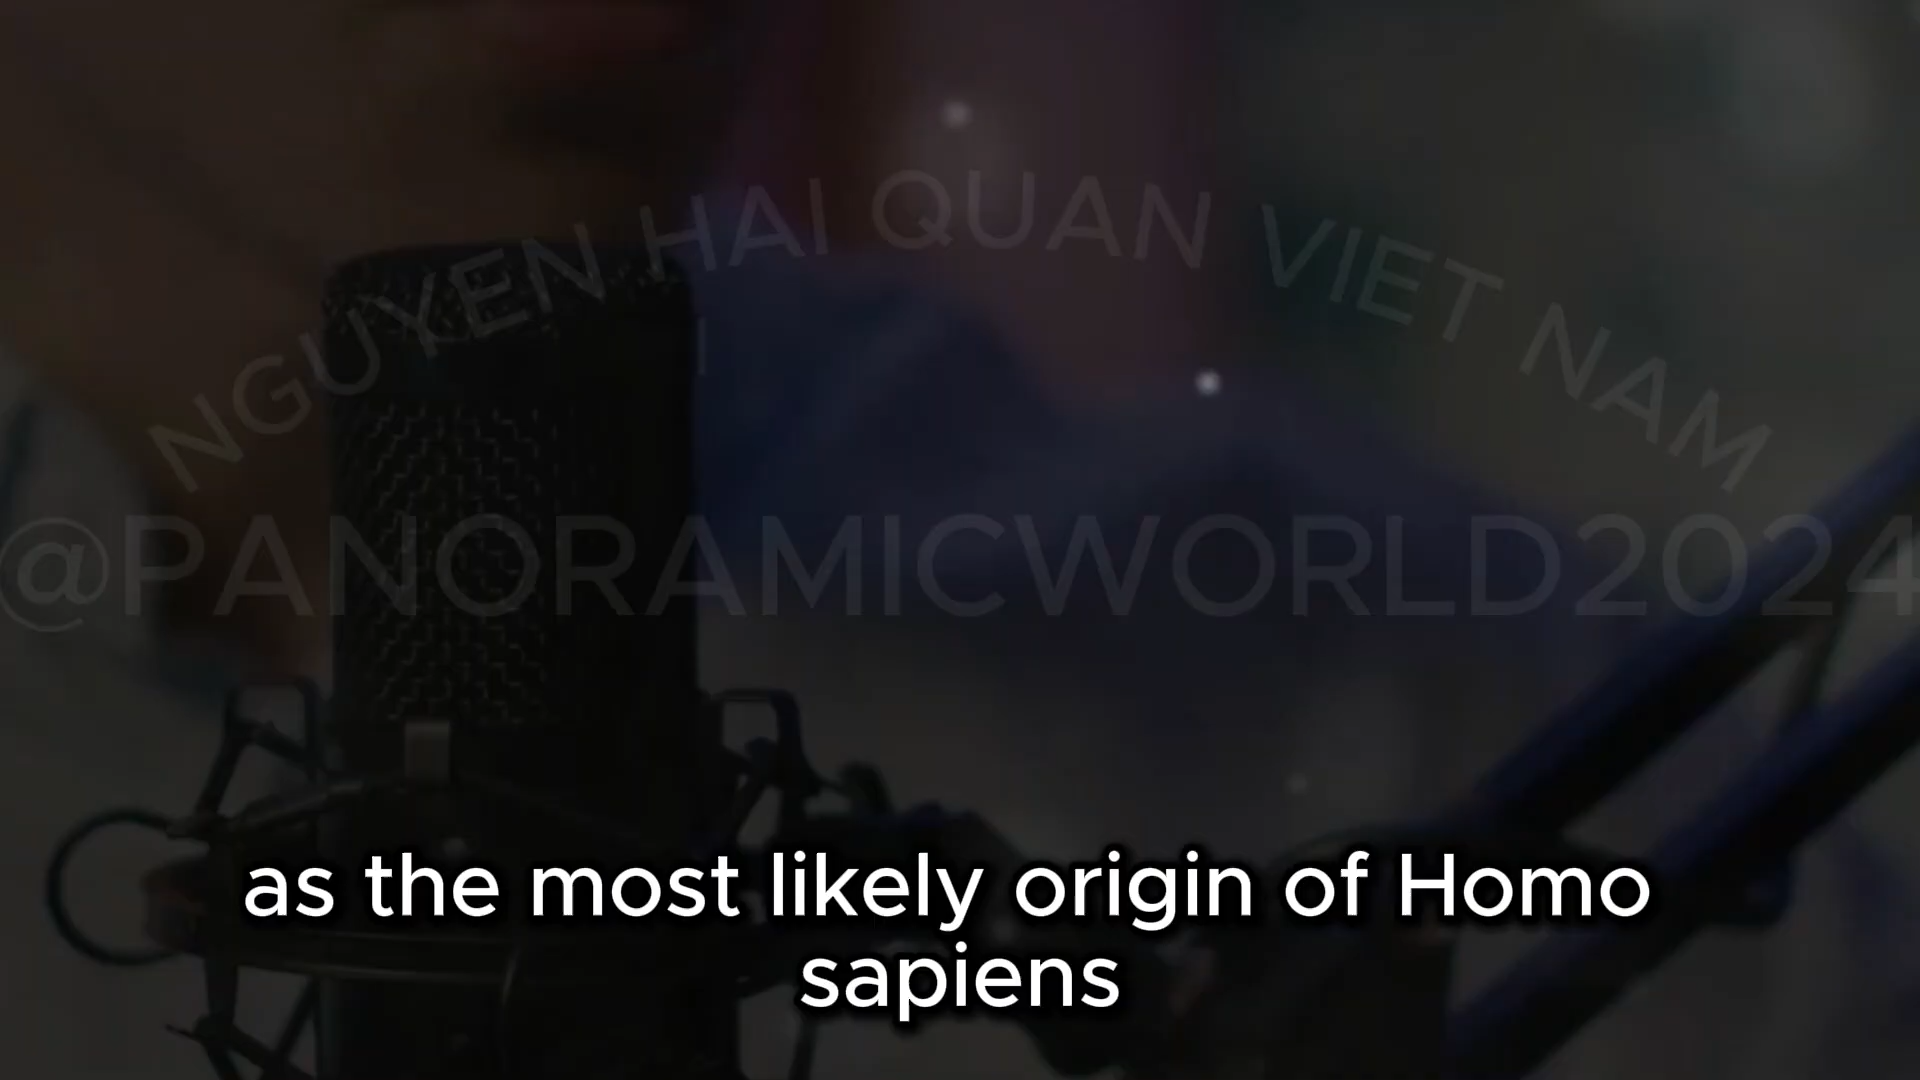 NGUYEN HAI QUAN VIET NAM
@PANORAMICWORLD2024
as the most likely origin of Homo
sapiens